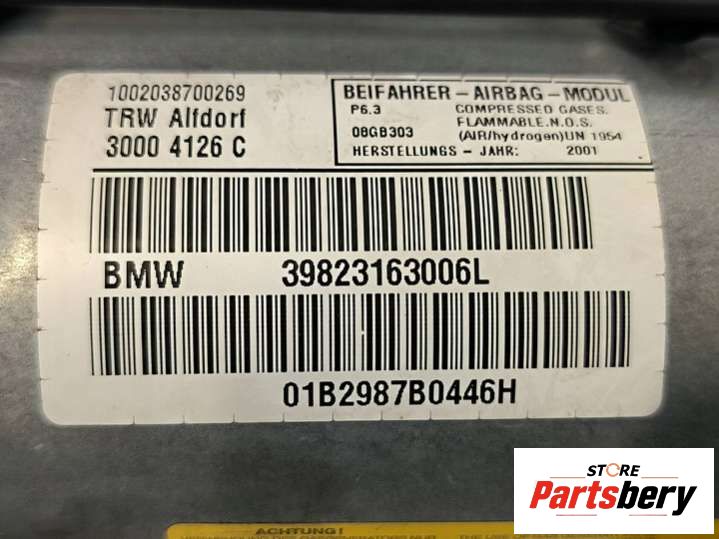 1002038700269
TRW Alfdorf
3000 4126 C
BEIFAHRER - AIRBAG - MODUL
P6.3 COMPRESSED GASES.
FLAMMABLE.N.O.S.
08GB303 (AIR/hydrogen)UN 1954
HERSTELLUNGS - JAHR: 2001
BMW 39823163006L
01B2987B0446H
ACHTUNG!
STORE
Partsbery